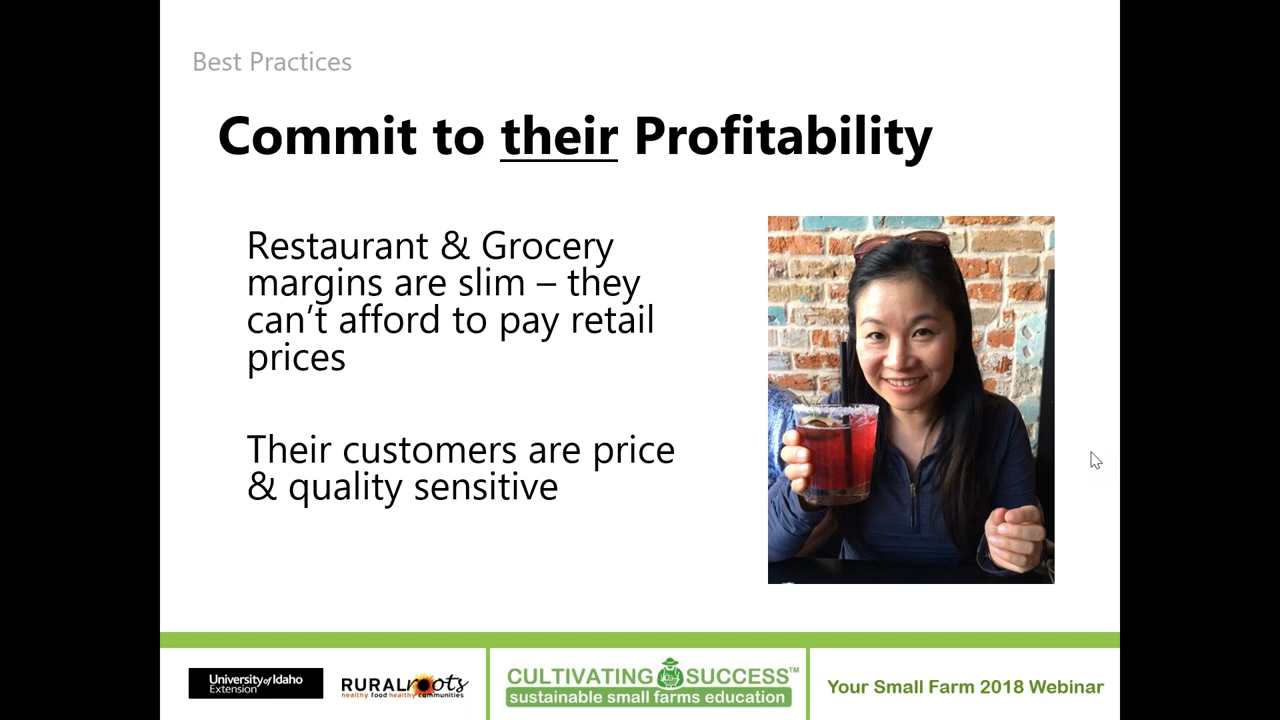 Best Practices
Commit to their Profitability
Restaurant & Grocery
margins are slim – they
can’t afford to pay retail
prices
Their customers are price
& quality sensitive
University of Idaho
Extension
RURAL roots
healthy food healthy communities
CULTIVATING SUCCESS™
sustainable small farms education
Your Small Farm 2018 Webinar